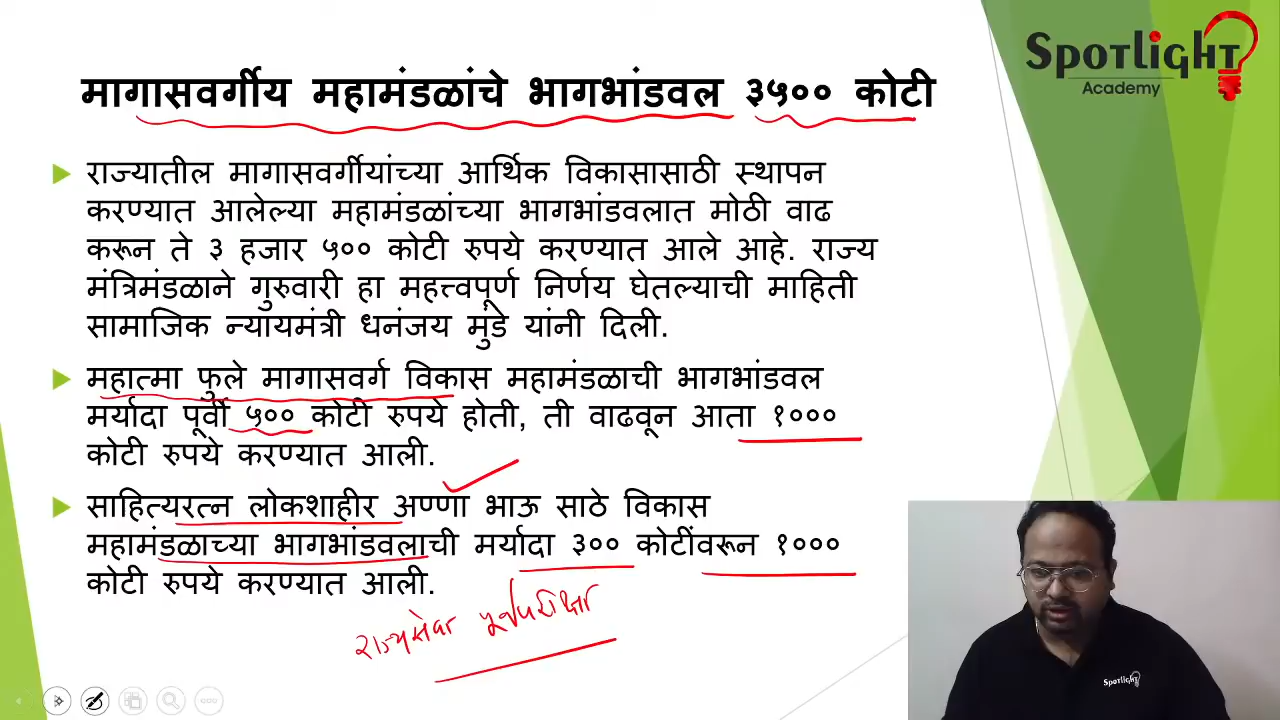 Spotlight
Academy
मागासवर्गीय महामंडळांचे भागभांडवल ३५०० कोटी
राज्यातील मागासवर्गीयांच्या आर्थिक विकासासाठी स्थापन
करण्यात आलेल्या महामंडळांच्या भागभांडवलात मोठी वाढ
करून ते ३ हजार ५०० कोटी रुपये करण्यात आले आहे. राज्य
मंत्रिमंडळाने गुरुवारी हा महत्त्वपूर्ण निर्णय घेतल्याची माहिती
सामाजिक न्यायमंत्री धनंजय मुंडे यांनी दिली.
महात्मा फुले मागासवर्ग विकास महामंडळाची भागभांडवल
मर्यादा पूर्वी ५०० कोटी रुपये होती, ती वाढवून आता १०००
कोटी रुपये करण्यात आली.
साहित्यरत्न लोकशाहीर अण्णा भाऊ साठे विकास
महामंडळाच्या भागभांडवलाची मर्यादा ३०० कोटींवरून १०००
कोटी रुपये करण्यात आली.
राज्यसेवा पूर्वपरीक्षा
Spotlight